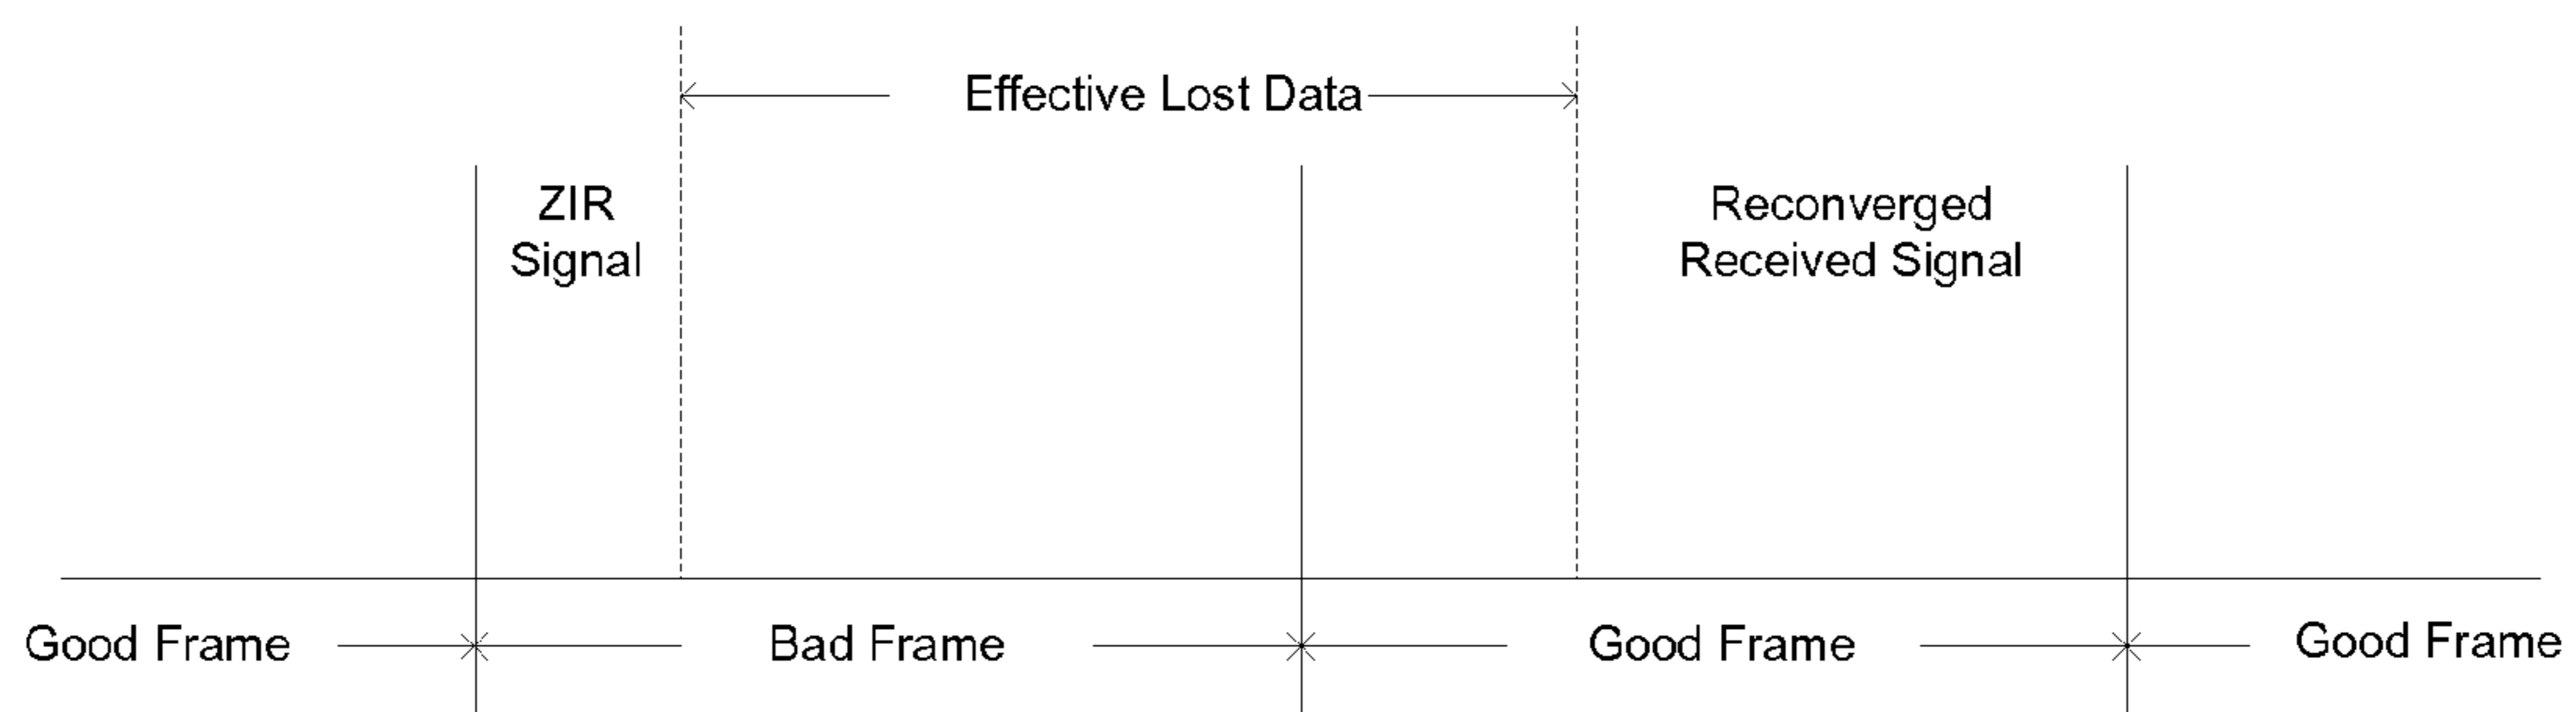 Effective Lost Data
ZIR
Signal
Reconverged
Received Signal
Good Frame
Bad Frame
Good Frame
Good Frame